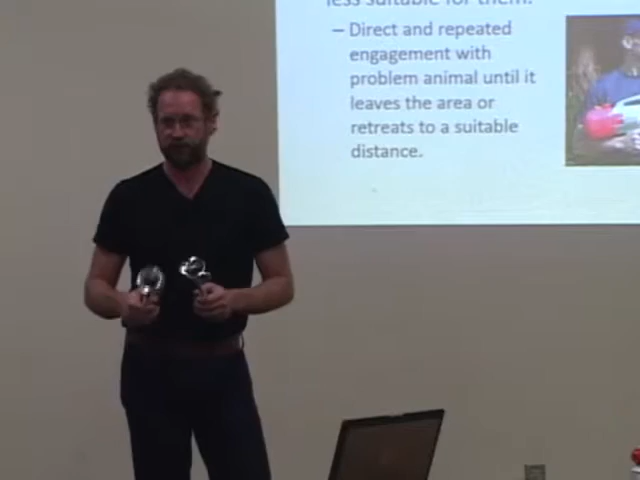 less suitable for them.
– Direct and repeated
engagement with
problem animal until it
leaves the area or
retreats to a suitable
distance.